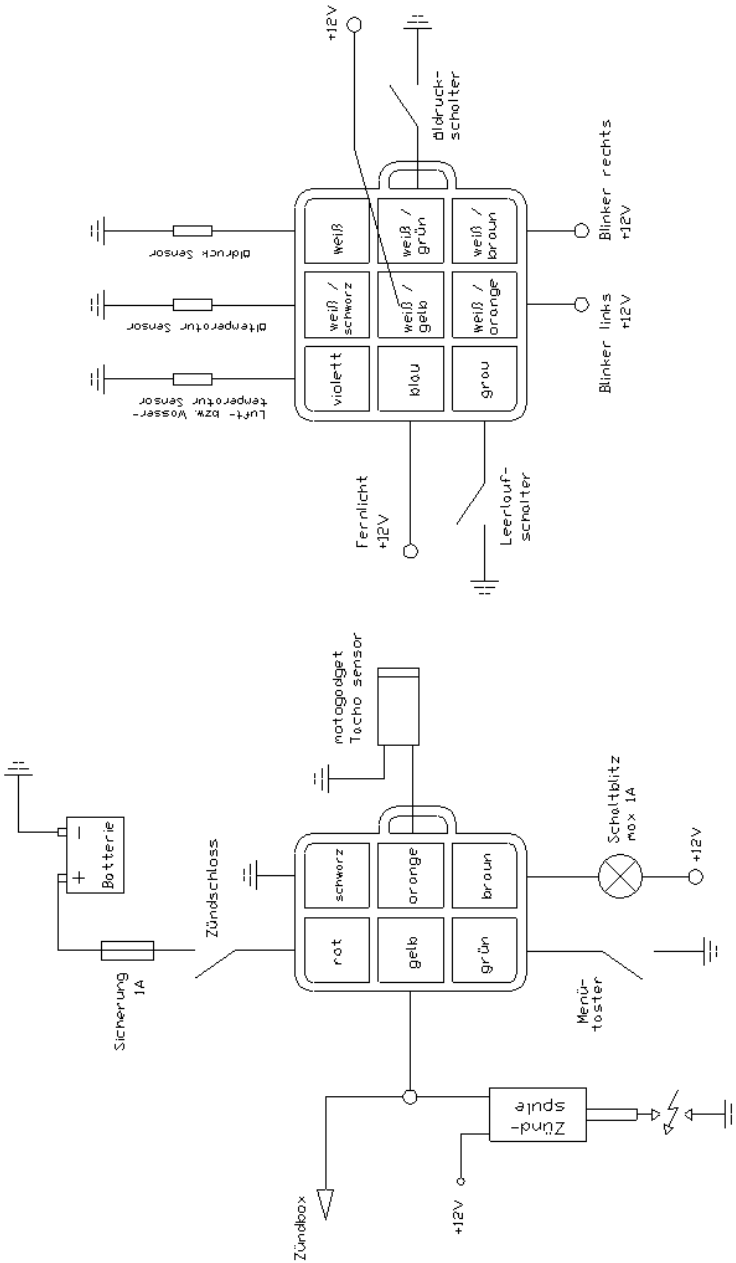 +12V
Öldruck-
schalter
Öldruck Sensor
Öltemperatur Sensor
Luft- bzw. Wasser-
temperatur Sensor
weiß
weiß /
grün
weiß /
braun
weiß /
schwarz
weiß /
gelb
weiß /
orange
violett
blau
grau
Blinker rechts
+12V
Blinker links
+12V
Fernlicht
+12V
Leerlauf-
schalter
motogadget
Tacho sensor
- +
Batterie
Zündschloss
Sicherung
1A
schwarz
orange
braun
rot
gelb
grün
Schaltblitz
max 1A
+12V
Menü-
taster
Zünd-
spule
+12V
Zündbox